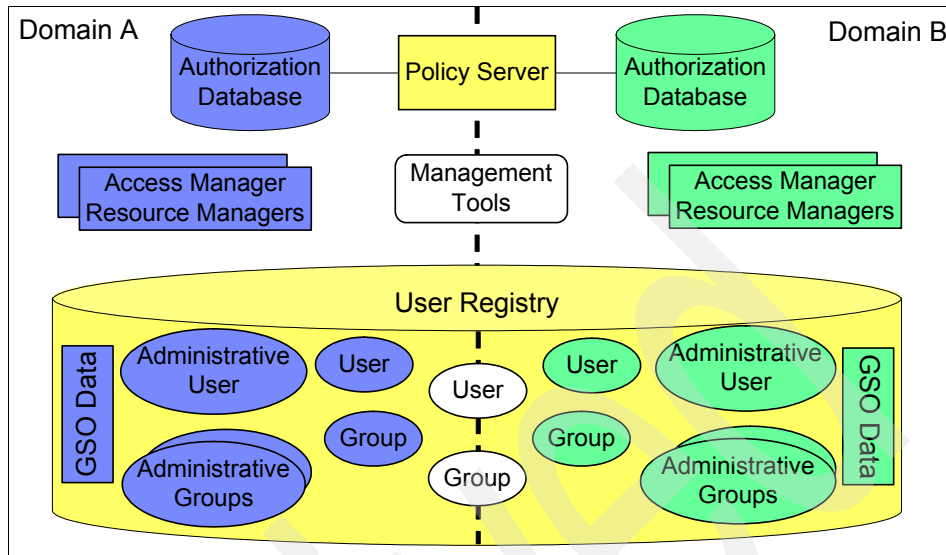 Domain A
Domain B
Authorization
Database
Policy Server
Authorization
Database
Access Manager
Resource Managers
Management
Tools
Access Manager
Resource Managers
User Registry
GSO Data
Administrative
User
User
User
User
Administrative
User
GSO Data
Administrative
Groups
Group
Group
Group
Administrative
Groups